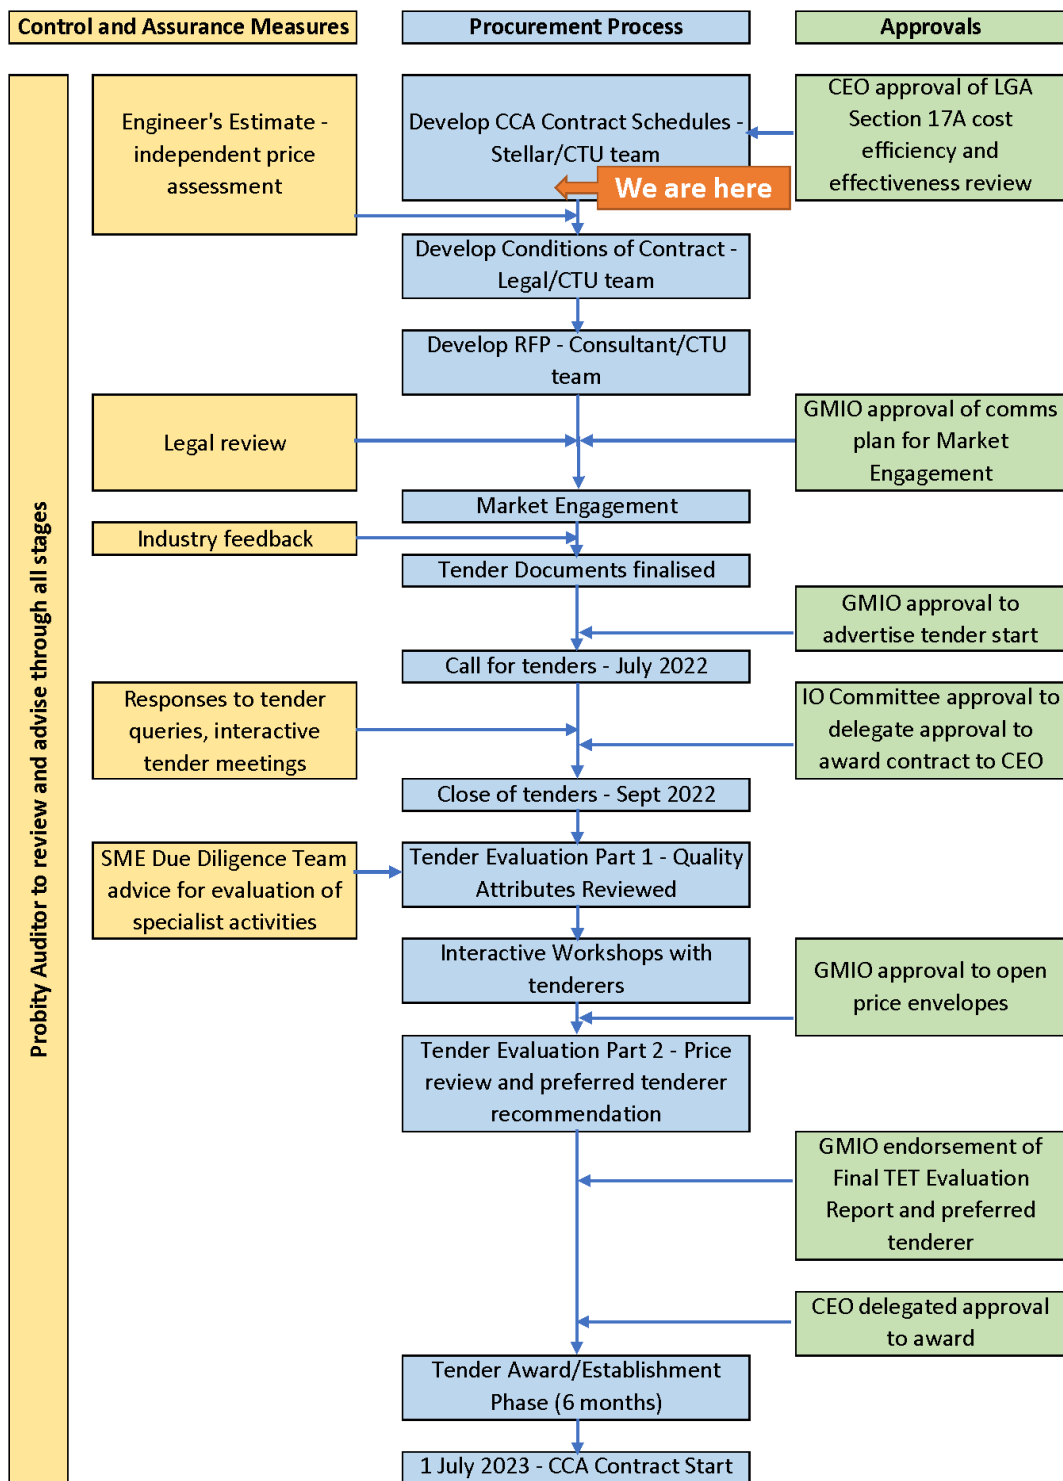 Control and Assurance Measures
Procurement Process
Approvals
Probity Auditor to review and advise through all stages
Engineer's Estimate -
independent price
assessment
Develop CCA Contract Schedules -
Stellar/CTU team
CEO approval of LGA
Section 17A cost
efficiency and
effectiveness review
We are here
Develop Conditions of Contract -
Legal/CTU team
Develop RFP - Consultant/CTU
team
Legal review
GMIO approval of comms
plan for Market
Engagement
Market Engagement
Industry feedback
Tender Documents finalised
GMIO approval to
advertise tender start
Call for tenders - July 2022
Responses to tender
queries, interactive
tender meetings
IO Committee approval to
delegate approval to
award contract to CEO
Close of tenders - Sept 2022
SME Due Diligence Team
advice for evaluation of
specialist activities
Tender Evaluation Part 1 - Quality
Attributes Reviewed
Interactive Workshops with
tenderers
GMIO approval to open
price envelopes
Tender Evaluation Part 2 - Price
review and preferred tenderer
recommendation
GMIO endorsement of
Final TET Evaluation
Report and preferred
tenderer
CEO delegated approval
to award
Tender Award/Establishment
Phase (6 months)
1 July 2023 - CCA Contract Start